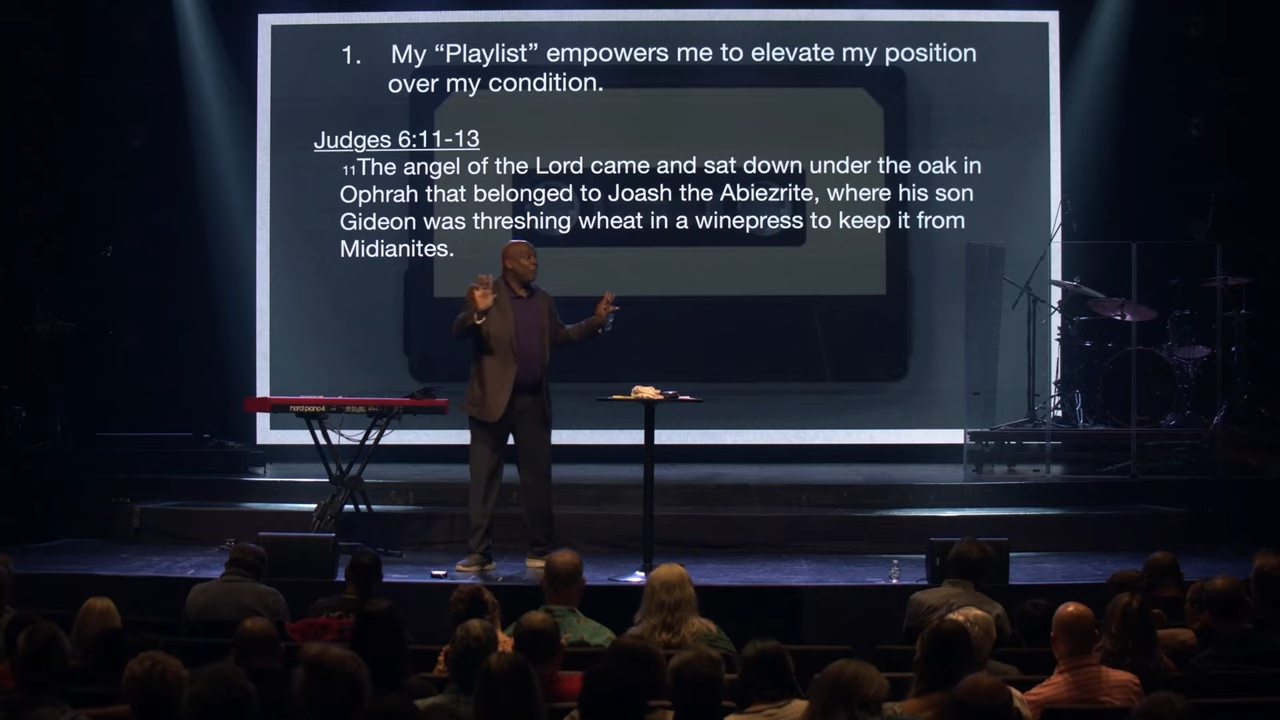 1. My “Playlist” empowers me to elevate my position
over my condition.
Judges 6:11-13
11The angel of the Lord came and sat down under the oak in
Ophrah that belonged to Joash the Abiezrite, where his son
Gideon was threshing wheat in a winepress to keep it from
Midianites.
nord piano 4